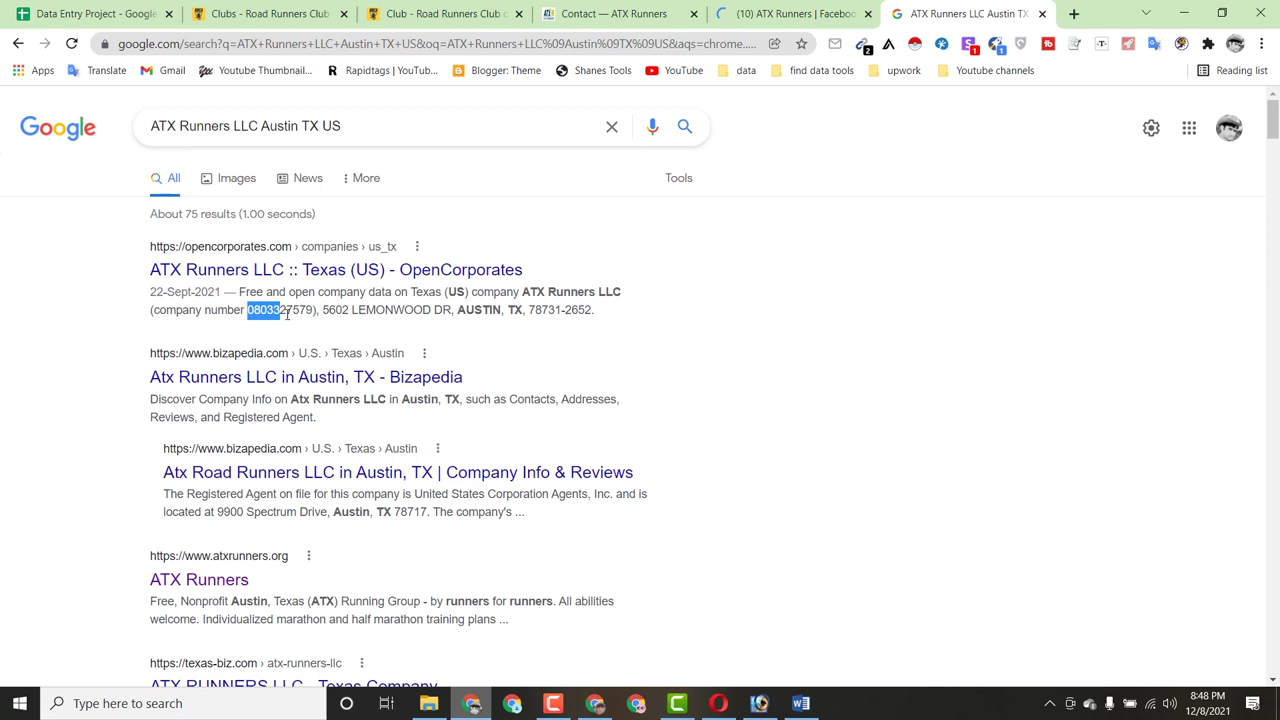 Data Entry Project - Google
Club - Road Runners Club
Club - Road Runners Club
Contact — ATX Runners
(10) ATX Runners | Facebook
ATX Runners LLC Austin TX
google.com/search?q=ATX+Runners+LLC+Austin+TX+US&q=ATX+Runners+LLC%09Austin%09TX+US&aqs=chrome....
Apps
Translate
Gmail
Youtube Thumbnail...
Rapidtags | YouTub...
Blogger: Theme
Shanes Tools
YouTube
data
find data tools
upwork
Youtube channels
Reading list
Google
ATX Runners LLC Austin TX US
All
Images
News
More
Tools
About 75 results (1.00 seconds)
https://opencorporates.com › companies › us_tx
ATX Runners LLC :: Texas (US) - OpenCorporates
22-Sept-2021 — Free and open company data on Texas (US) company ATX Runners LLC
(company number 0803327579), 5602 LEMONWOOD DR, AUSTIN, TX, 78731-2652.
https://www.bizapedia.com › U.S. › Texas › Austin
Atx Runners LLC in Austin, TX - Bizapedia
Discover Company Info on Atx Runners LLC in Austin, TX, such as Contacts, Addresses,
Reviews, and Registered Agent.
https://www.bizapedia.com › U.S. › Texas › Austin
Atx Road Runners LLC in Austin, TX | Company Info & Reviews
The Registered Agent on file for this company is United States Corporation Agents, Inc. and is
located at 9900 Spectrum Drive, Austin, TX 78717. The company's ...
https://www.atxrunners.org
ATX Runners
Free, Nonprofit Austin, Texas (ATX) Running Group - by runners for runners. All abilities
welcome. Individualized marathon and half marathon training plans ...
https://texas-biz.com › atx-runners-llc
ATX RUNNERS LLC - Texas Company
Type here to search
8:48 PM
12/8/2021